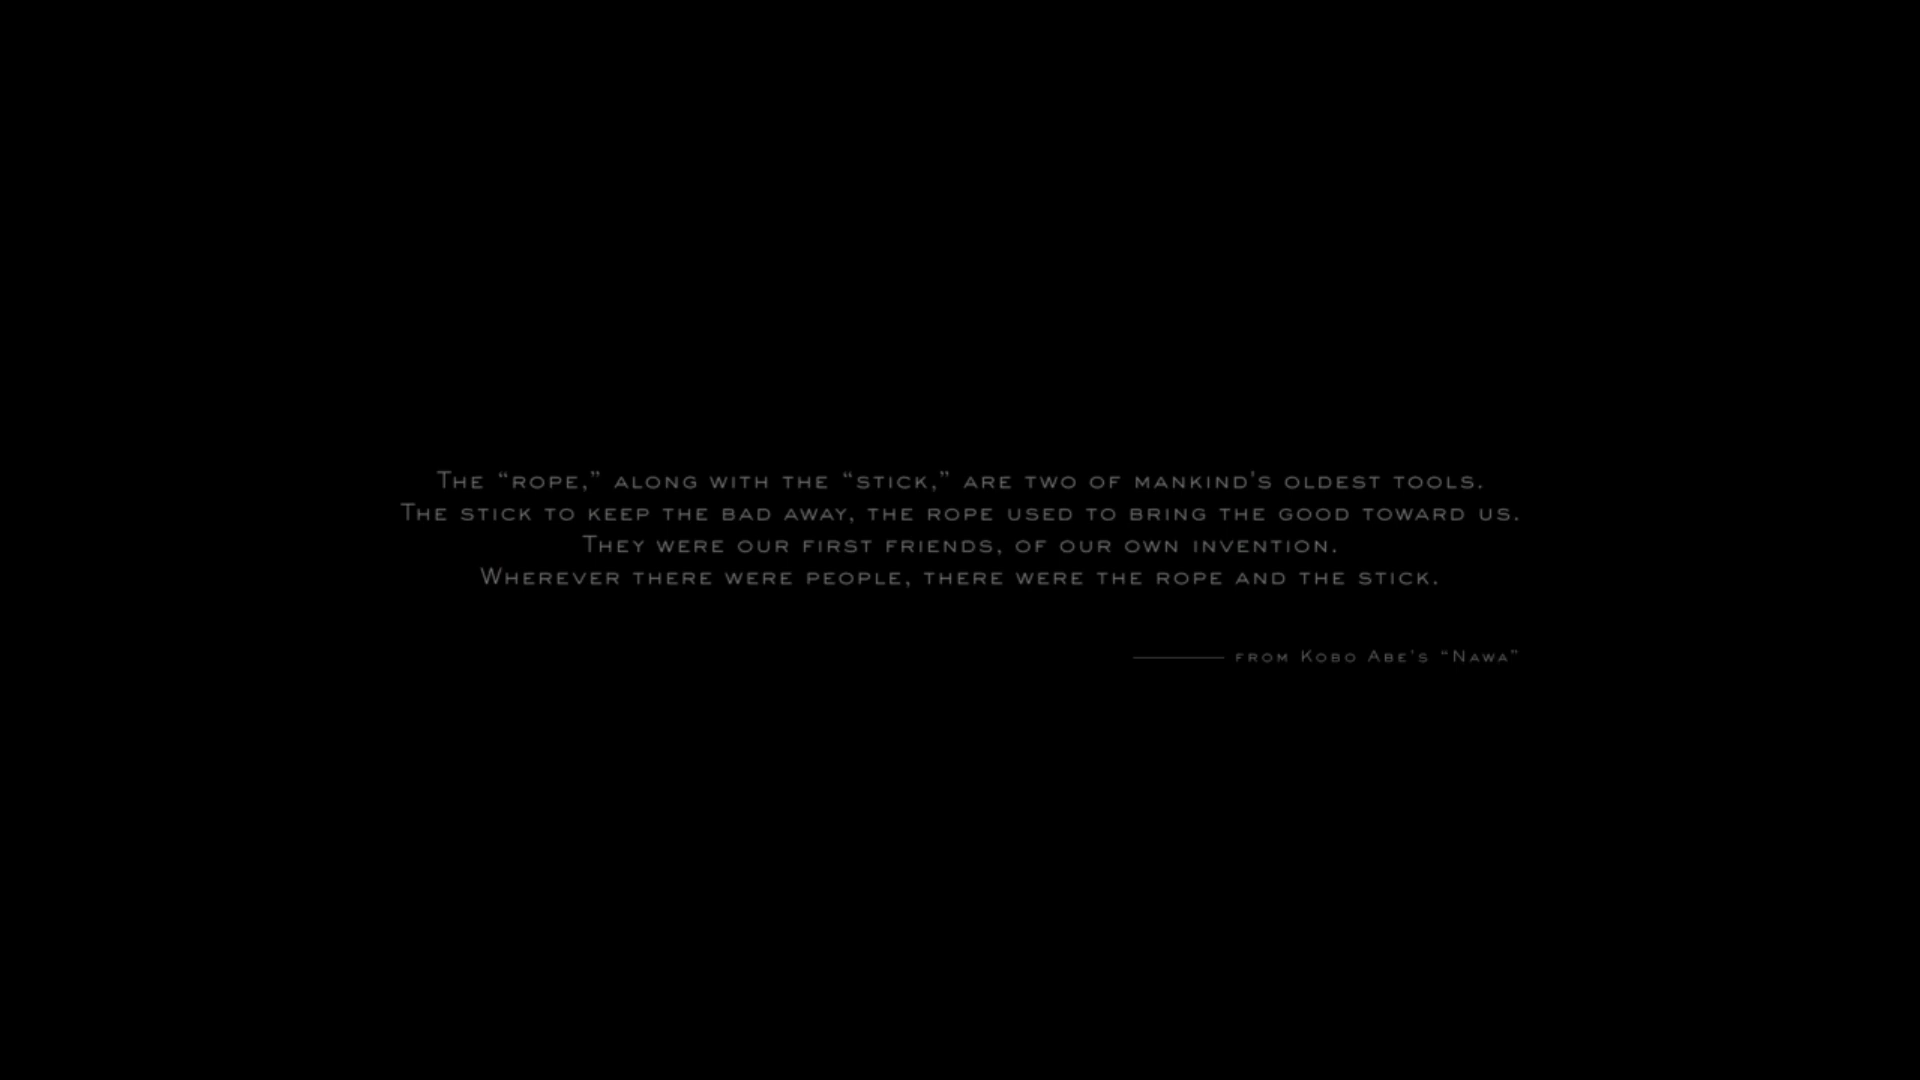 The “rope,” along with the “stick,” are two of mankind's oldest tools.
The stick to keep the bad away, the rope used to bring the good toward us.
They were our first friends, of our own invention.
Wherever there were people, there were the rope and the stick.
from Kobo Abe's “Nawa”